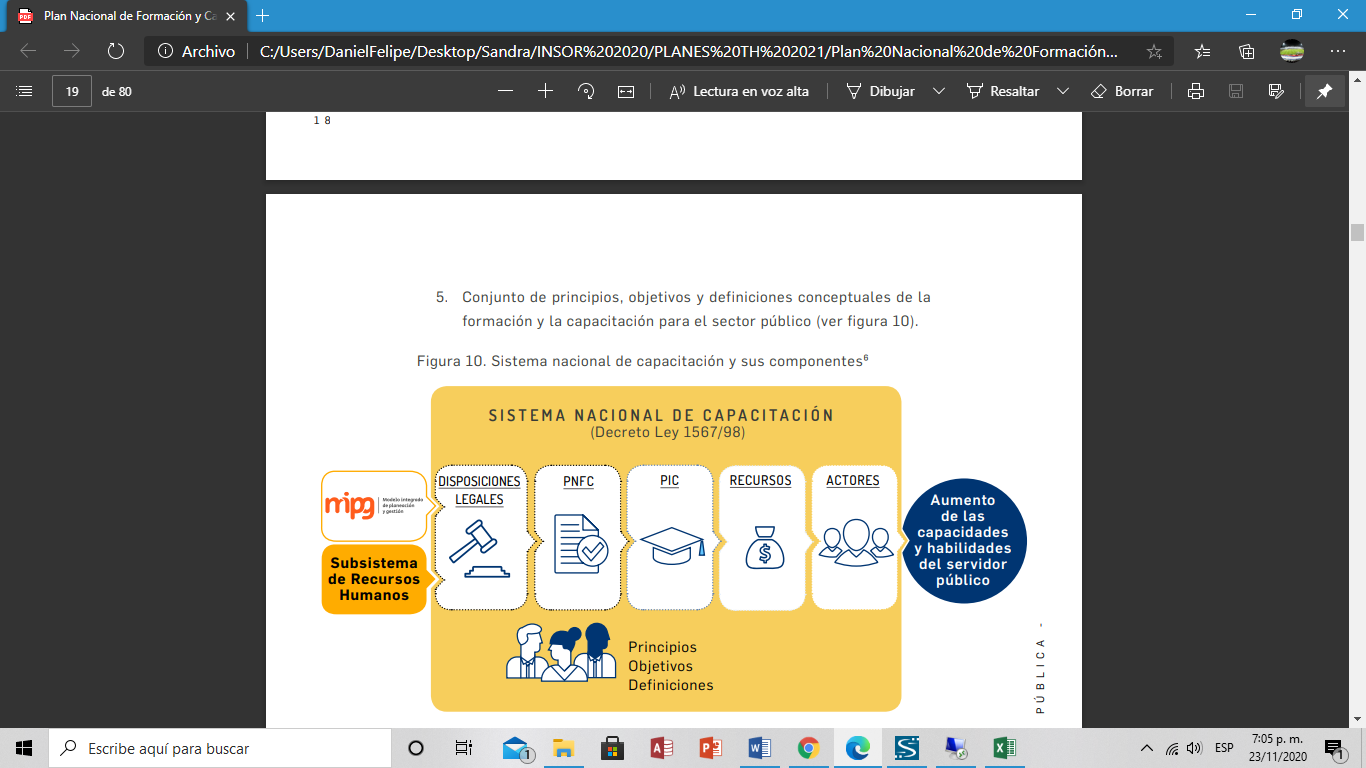 Plan Nacional de Formación y Ca
Archivo
C:/Users/DanielFelipe/Desktop/Sandra/INSOR%202020/PLANES%20TH%202021/Plan%20Nacional%20de%20Formación...
19 de 80
Lectura en voz alta
Dibujar
Resaltar
Borrar
18
5. Conjunto de principios, objetivos y definiciones conceptuales de la
formación y la capacitación para el sector público (ver figura 10).
Figura 10. Sistema nacional de capacitación y sus componentes⁶
SISTEMA NACIONAL DE CAPACITACIÓN
(Decreto Ley 1567/98)
mipg
Modelo integrado
de planeación
y gestión
Subsistema
de Recursos
Humanos
DISPOSICIONES
LEGALES
PNFC
PIC
RECURSOS
$
ACTORES
Aumento
de las
capacidades
y habilidades
del servidor
público
Principios
Objetivos
Definiciones
PÚBLICA -
Escribe aquí para buscar
1
ESP
7:05 p. m.
23/11/2020
1